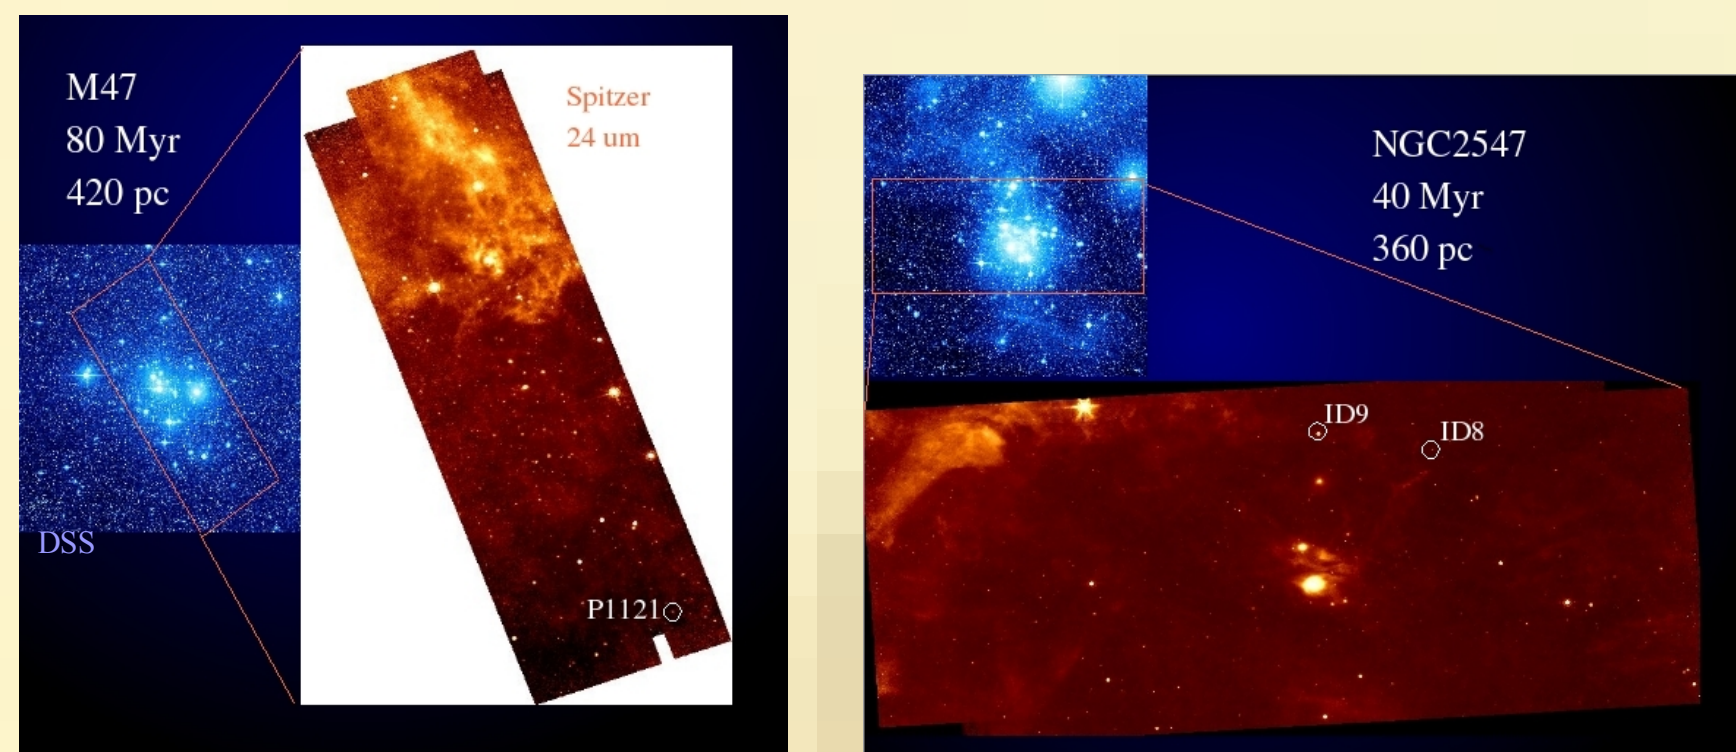 M47
80 Myr
420 pc
Spitzer
24 um
DSS
P1121
NGC2547
40 Myr
360 pc
ID9
ID8